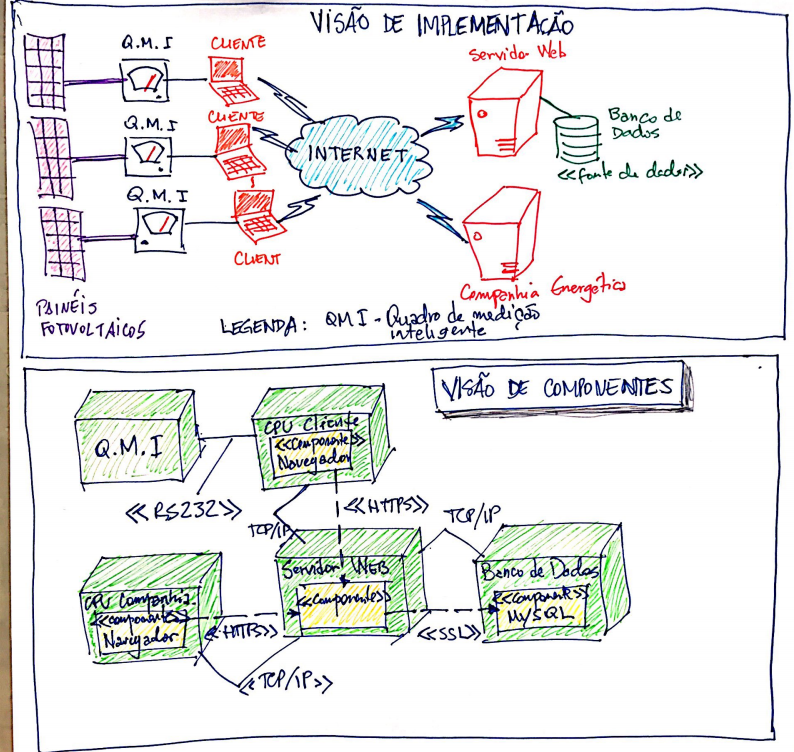 VISÃO DE IMPLEMENTAÇÃO
Q.M.I
CLIENTE
Servidor Web
Q.M.I
CLIENTE
Banco de
Dados
<<fonte de dados>>
INTERNET
Q.M.I
CLIENT
Companhia Energética
PAINÉIS
FOTOVOLTAICOS
LEGENDA: QMI - Quadro de medição
inteligente
VISÃO DE COMPONENTES
Q.M.I
CPU Cliente
<<Componente>>
Navegador
<<RS232>>
<<HTTPS>>
TCP/IP
TCP/IP
Servidor WEB
<<Componente>>
Banco de Dados
<<componente>>
MySQL
CPU Companhia
<<componente>>
Navegador
<<HTTPS>>
<<SSL>>
<<TCP/IP>>